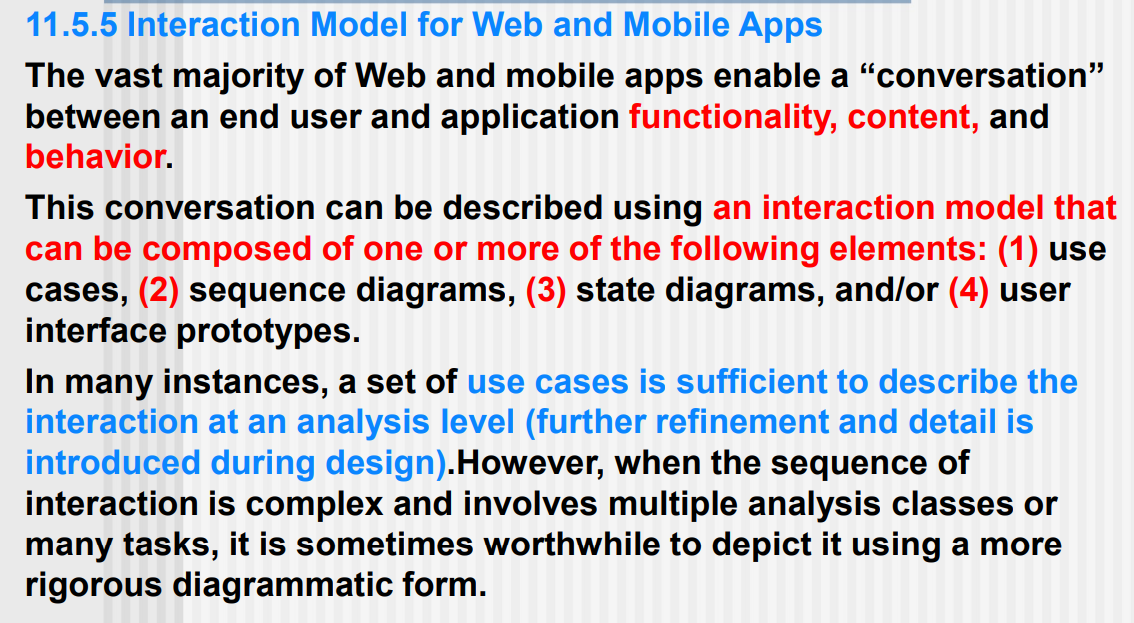 11.5.5 Interaction Model for Web and Mobile Apps
The vast majority of Web and mobile apps enable a “conversation”
between an end user and application functionality, content, and
behavior.
This conversation can be described using an interaction model that
can be composed of one or more of the following elements: (1) use
cases, (2) sequence diagrams, (3) state diagrams, and/or (4) user
interface prototypes.
In many instances, a set of use cases is sufficient to describe the
interaction at an analysis level (further refinement and detail is
introduced during design).However, when the sequence of
interaction is complex and involves multiple analysis classes or
many tasks, it is sometimes worthwhile to depict it using a more
rigorous diagrammatic form.